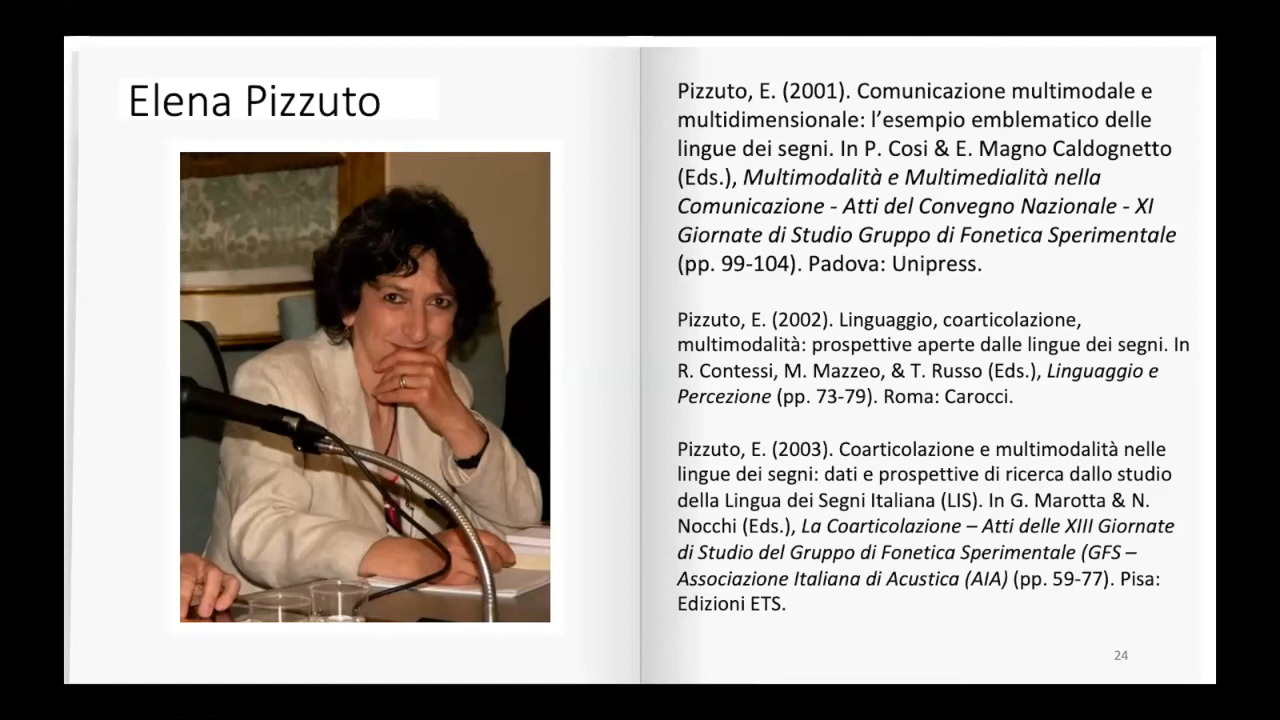 Elena Pizzuto
Pizzuto, E. (2001). Comunicazione multimodale e
multidimensionale: l’esempio emblematico delle
lingue dei segni. In P. Cosi & E. Magno Caldognetto
(Eds.), Multimodalità e Multimedialità nella
Comunicazione - Atti del Convegno Nazionale - XI
Giornate di Studio Gruppo di Fonetica Sperimentale
(pp. 99-104). Padova: Unipress.
Pizzuto, E. (2002). Linguaggio, coarticolazione,
multimodalità: prospettive aperte dalle lingue dei segni. In
R. Contessi, M. Mazzeo, & T. Russo (Eds.), Linguaggio e
Percezione (pp. 73-79). Roma: Carocci.
Pizzuto, E. (2003). Coarticolazione e multimodalità nelle
lingue dei segni: dati e prospettive di ricerca dallo studio
della Lingua dei Segni Italiana (LIS). In G. Marotta & N.
Nocchi (Eds.), La Coarticolazione – Atti delle XIII Giornate
di Studio del Gruppo di Fonetica Sperimentale (GFS –
Associazione Italiana di Acustica (AIA) (pp. 59-77). Pisa:
Edizioni ETS.
24